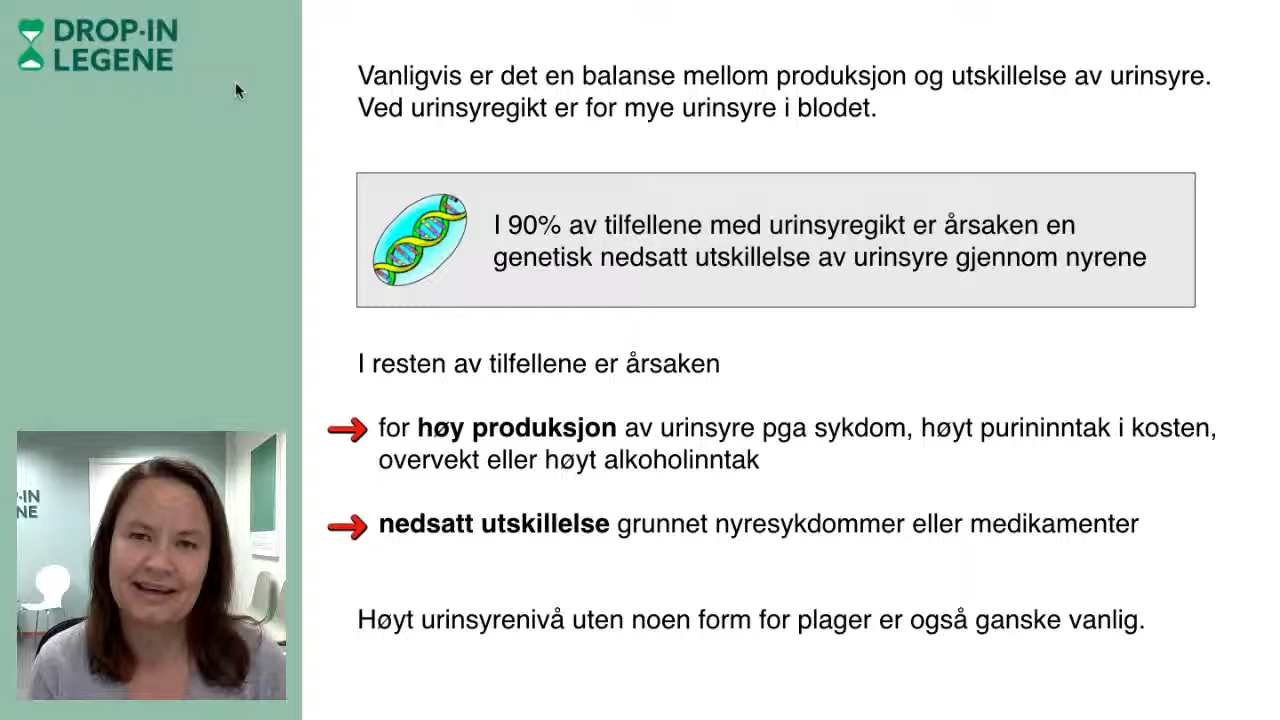 DROP-IN
LEGENE
Vanligvis er det en balanse mellom produksjon og utskillelse av urinsyre.
Ved urinsyregikt er for mye urinsyre i blodet.
I 90% av tilfellene med urinsyregikt er årsaken en
genetisk nedsatt utskillelse av urinsyre gjennom nyrene
I resten av tilfellene er årsaken
for høy produksjon av urinsyre pga sykdom, høyt purininntak i kosten,
overvekt eller høyt alkoholinntak
nedsatt utskillelse grunnet nyresykdommer eller medikamenter
Høyt urinsyrenivå uten noen form for plager er også ganske vanlig.
·IN
NE